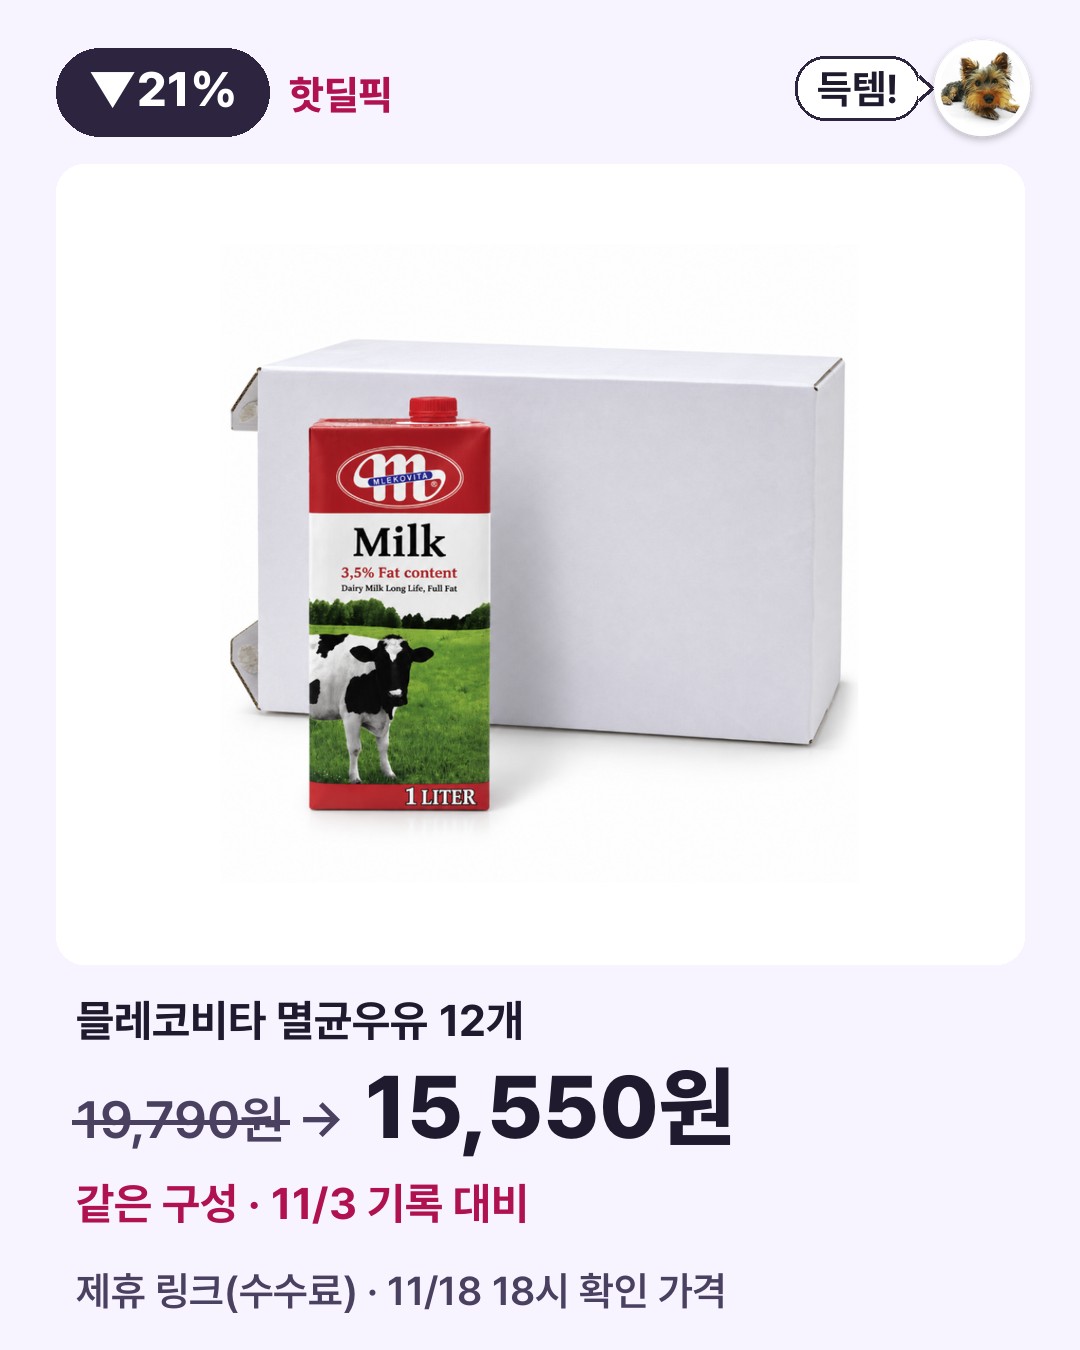 ▼21% 핫딜픽
득템!
MLEKOVITA
Milk
3,5% Fat content
Dairy Milk Long Life, Full Fat
1 LITER
믈레코비타 멸균우유 12개
19,790원 → 15,550원
같은 구성 · 11/3 기록 대비
제휴 링크(수수료) · 11/18 18시 확인 가격